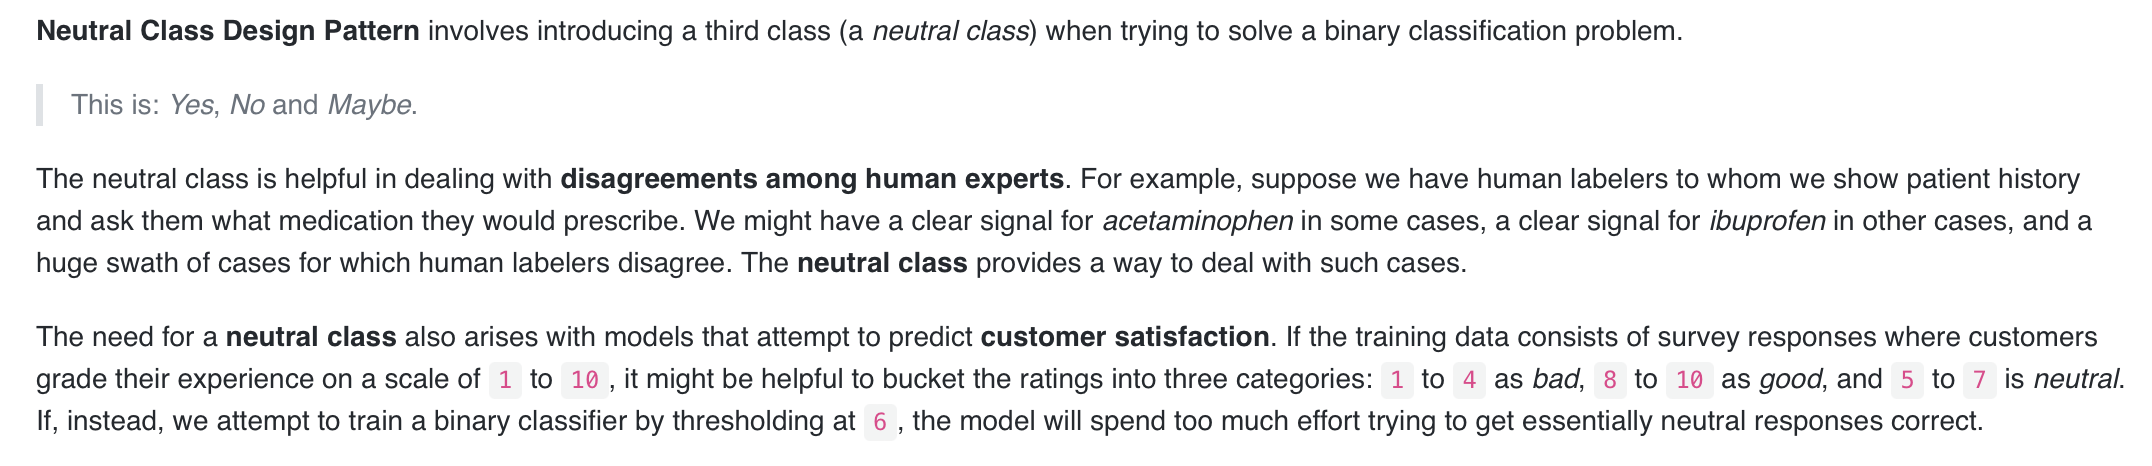 Neutral Class Design Pattern involves introducing a third class (a neutral class) when trying to solve a binary classification problem.
This is: Yes, No and Maybe.
The neutral class is helpful in dealing with disagreements among human experts. For example, suppose we have human labelers to whom we show patient history
and ask them what medication they would prescribe. We might have a clear signal for acetaminophen in some cases, a clear signal for ibuprofen in other cases, and a
huge swath of cases for which human labelers disagree. The neutral class provides a way to deal with such cases.
The need for a neutral class also arises with models that attempt to predict customer satisfaction. If the training data consists of survey responses where customers
grade their experience on a scale of 1 to 10 , it might be helpful to bucket the ratings into three categories: 1 to 4 as bad, 8 to 10 as good, and 5 to 7 is neutral.
If, instead, we attempt to train a binary classifier by thresholding at 6 , the model will spend too much effort trying to get essentially neutral responses correct.